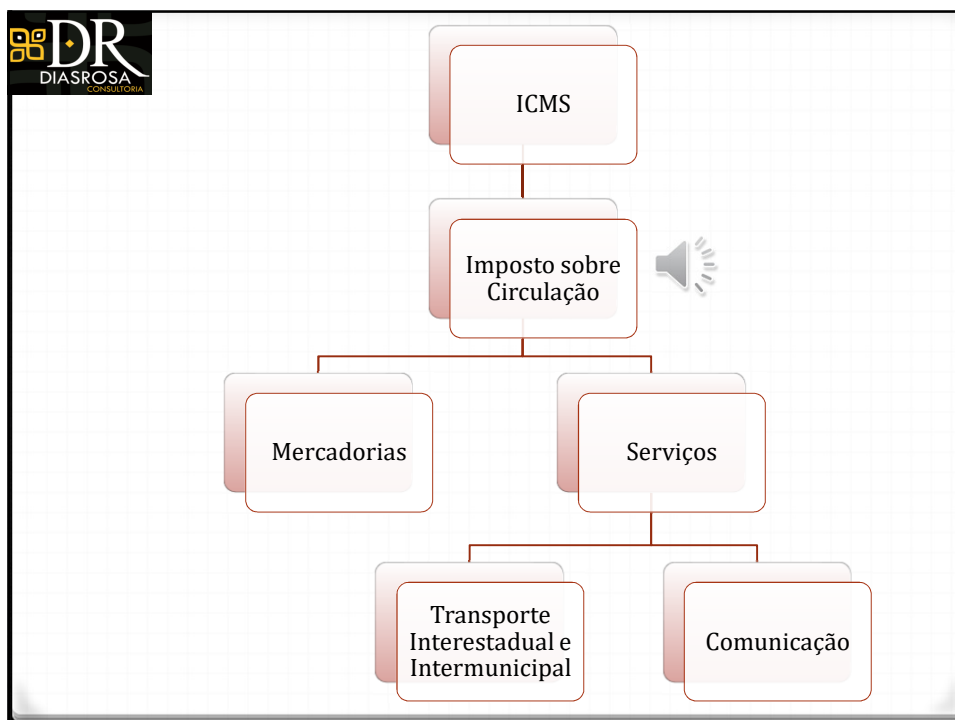 DR
DIASROSA
CONSULTORIA
ICMS
Imposto sobre
Circulação
Mercadorias
Serviços
Transporte
Interestadual e
Intermunicipal
Comunicação